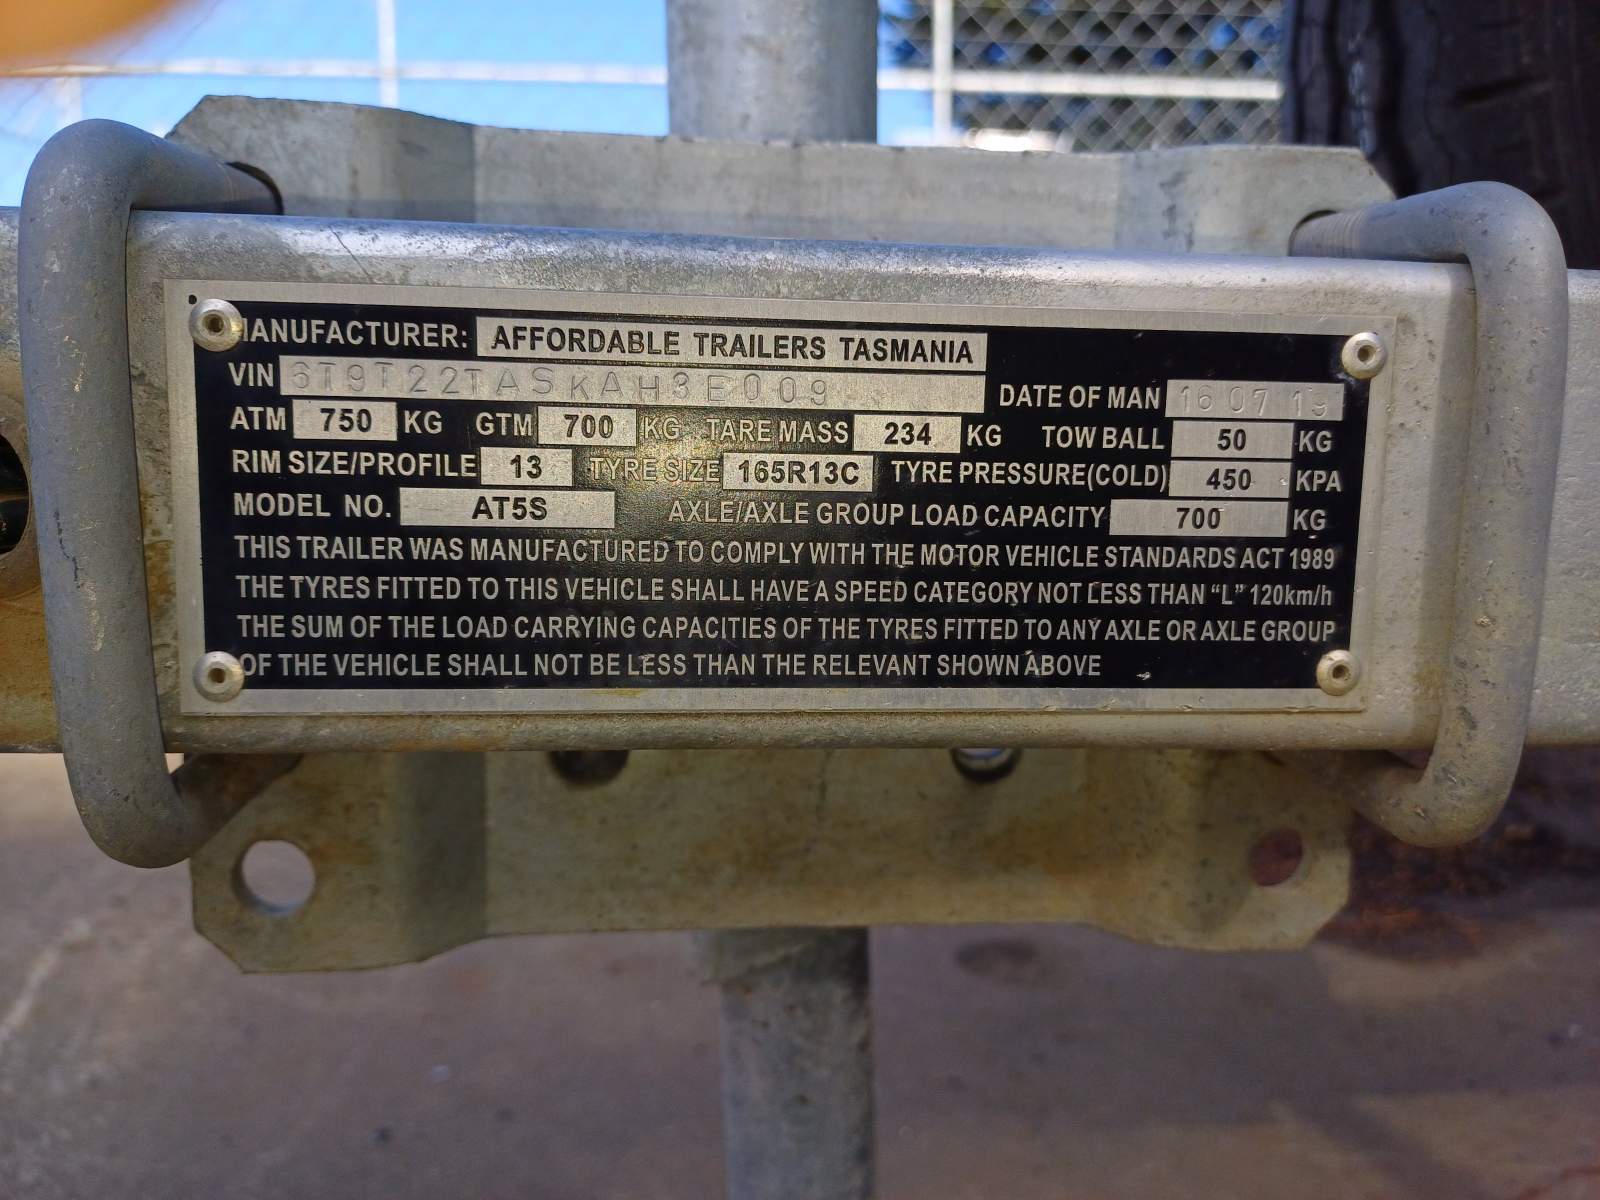 MANUFACTURER: AFFORDABLE TRAILERS TASMANIA
VIN 6T9T22TASKAH3E009 DATE OF MAN 16 07 19
ATM 750 KG GTM 700 KG TARE MASS 234 KG TOW BALL 50 KG
RIM SIZE/PROFILE 13 TYRE SIZE 165R13C TYRE PRESSURE(COLD) 450 KPA
MODEL NO. AT5S AXLE/AXLE GROUP LOAD CAPACITY 700 KG
THIS TRAILER WAS MANUFACTURED TO COMPLY WITH THE MOTOR VEHICLE STANDARDS ACT 1989
THE TYRES FITTED TO THIS VEHICLE SHALL HAVE A SPEED CATEGORY NOT LESS THAN “L” 120km/h
THE SUM OF THE LOAD CARRYING CAPACITIES OF THE TYRES FITTED TO ANY AXLE OR AXLE GROUP
OF THE VEHICLE SHALL NOT BE LESS THAN THE RELEVANT SHOWN ABOVE